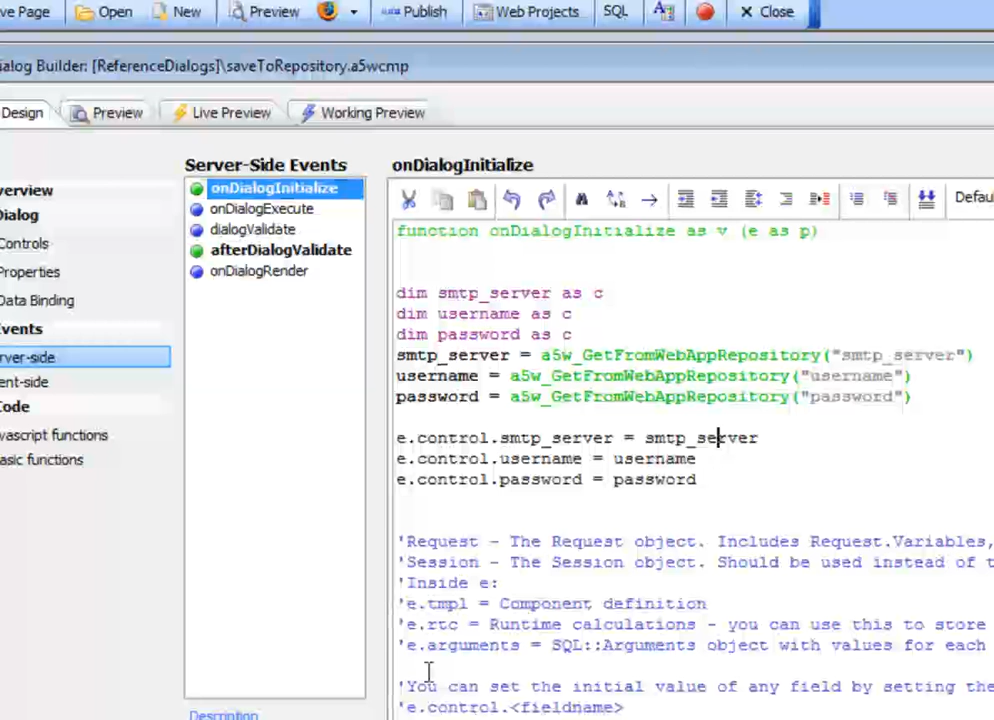 ve Page Open New Preview Publish Web Projects SQL A Close
ialog Builder: [ReferenceDialogs]\saveToRepository.a5wcmp
Design Preview Live Preview Working Preview
Server-Side Events
onDialogInitialize
onDialogExecute
dialogValidate
afterDialogValidate
onDialogRender
Description
verview
Dialog
Controls
Properties
Data Binding
Events
rver-side
ent-side
Code
avascript functions
asic functions
onDialogInitialize
Defau
function onDialogInitialize as v (e as p)
dim smtp_server as c
dim username as c
dim password as c
smtp_server = a5w_GetFromWebAppRepository("smtp_server")
username = a5w_GetFromWebAppRepository("username")
password = a5w_GetFromWebAppRepository("password")
e.control.smtp_server = smtp_server
e.control.username = username
e.control.password = password
'Request - The Request object. Includes Request.Variables,
'Session - The Session object. Should be used instead of t
'Inside e:
'e.tmpl = Component definition
'e.rtc = Runtime calculations - you can use this to store
'e.arguments = SQL::Arguments object with values for each
'You can set the initial value of any field by setting the
'e.control.<fieldname>